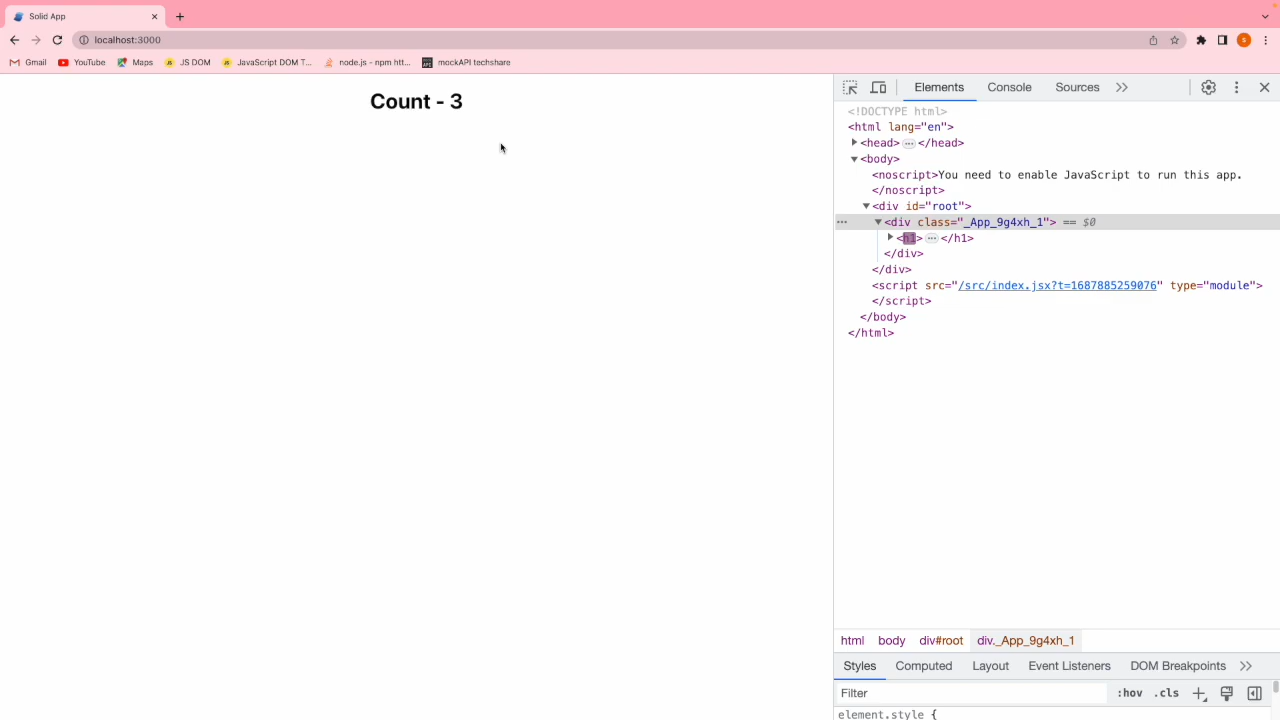 Solid App
localhost:3000
S
Gmail
YouTube
Maps
JS DOM
JavaScript DOM T...
node.js - npm htt...
mockAPI techshare
Count - 3
Elements
Console
Sources
<!DOCTYPE html>
<html lang="en">
<head> ... </head>
<body>
<noscript>You need to enable JavaScript to run this app.
</noscript>
<div id="root">
... <div class="_App_9g4xh_1"> == $0
<h1> ... </h1>
</div>
</div>
<script src="/src/index.jsx?t=1687885259076" type="module">
</script>
</body>
</html>
html
body
div#root
div._App_9g4xh_1
Styles
Computed
Layout
Event Listeners
DOM Breakpoints
Filter
:hov
.cls
element.style {